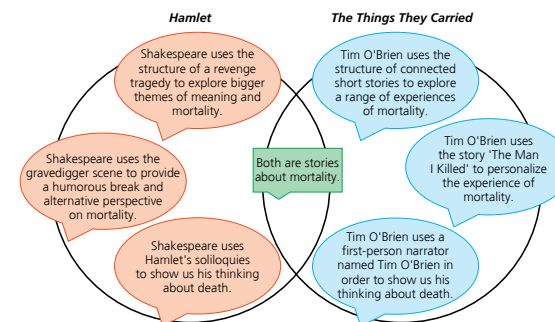 Hamlet
The Things They Carried
Shakespeare uses the
structure of a revenge
tragedy to explore bigger
themes of meaning and
mortality.
Tim O'Brien uses the
structure of connected
short stories to explore
a range of experiences
of mortality.
Shakespeare uses the
gravedigger scene to provide
a humorous break and
alternative perspective
on mortality.
Both are stories
about mortality.
Tim O'Brien uses
the story 'The Man
I Killed' to personalize
the experience of
mortality.
Shakespeare uses
Hamlet's soliloquies
to show us his thinking
about death.
Tim O'Brien uses a
first-person narrator
named Tim O'Brien in
order to show us his
thinking about death.